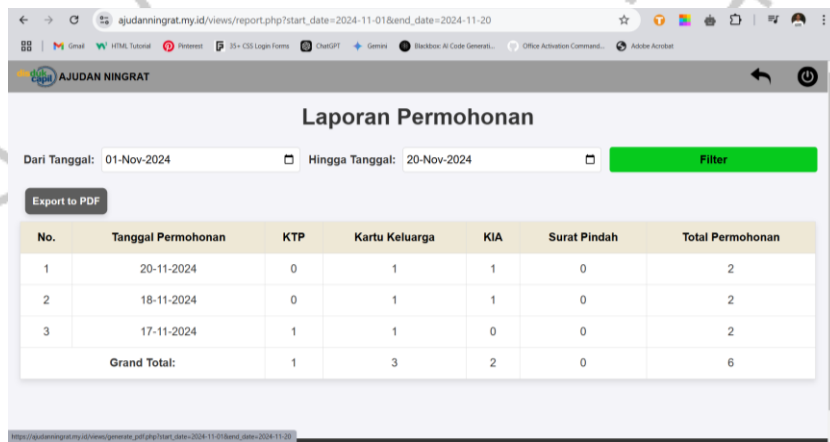 ajudanningrat.my.id/views/report.php?start_date=2024-11-01&end_date=2024-11-20
Gmail HTML Tutorial Pinterest 35+ CSS Login Forms ChatGPT Gemini Blackbox: AI Code Generati... Office Activation Command... Adobe Acrobat
capil AJUDAN NINGRAT
Laporan Permohonan
Dari Tanggal: 01-Nov-2024 Hingga Tanggal: 20-Nov-2024 Filter
Export to PDF
No. Tanggal Permohonan KTP Kartu Keluarga KIA Surat Pindah Total Permohonan
1 20-11-2024 0 1 1 0 2
2 18-11-2024 0 1 1 0 2
3 17-11-2024 1 1 0 0 2
Grand Total: 1 3 2 0 6
https://ajudanningrat.my.id/views/generate_pdf.php?start_date=2024-11-01&end_date=2024-11-20